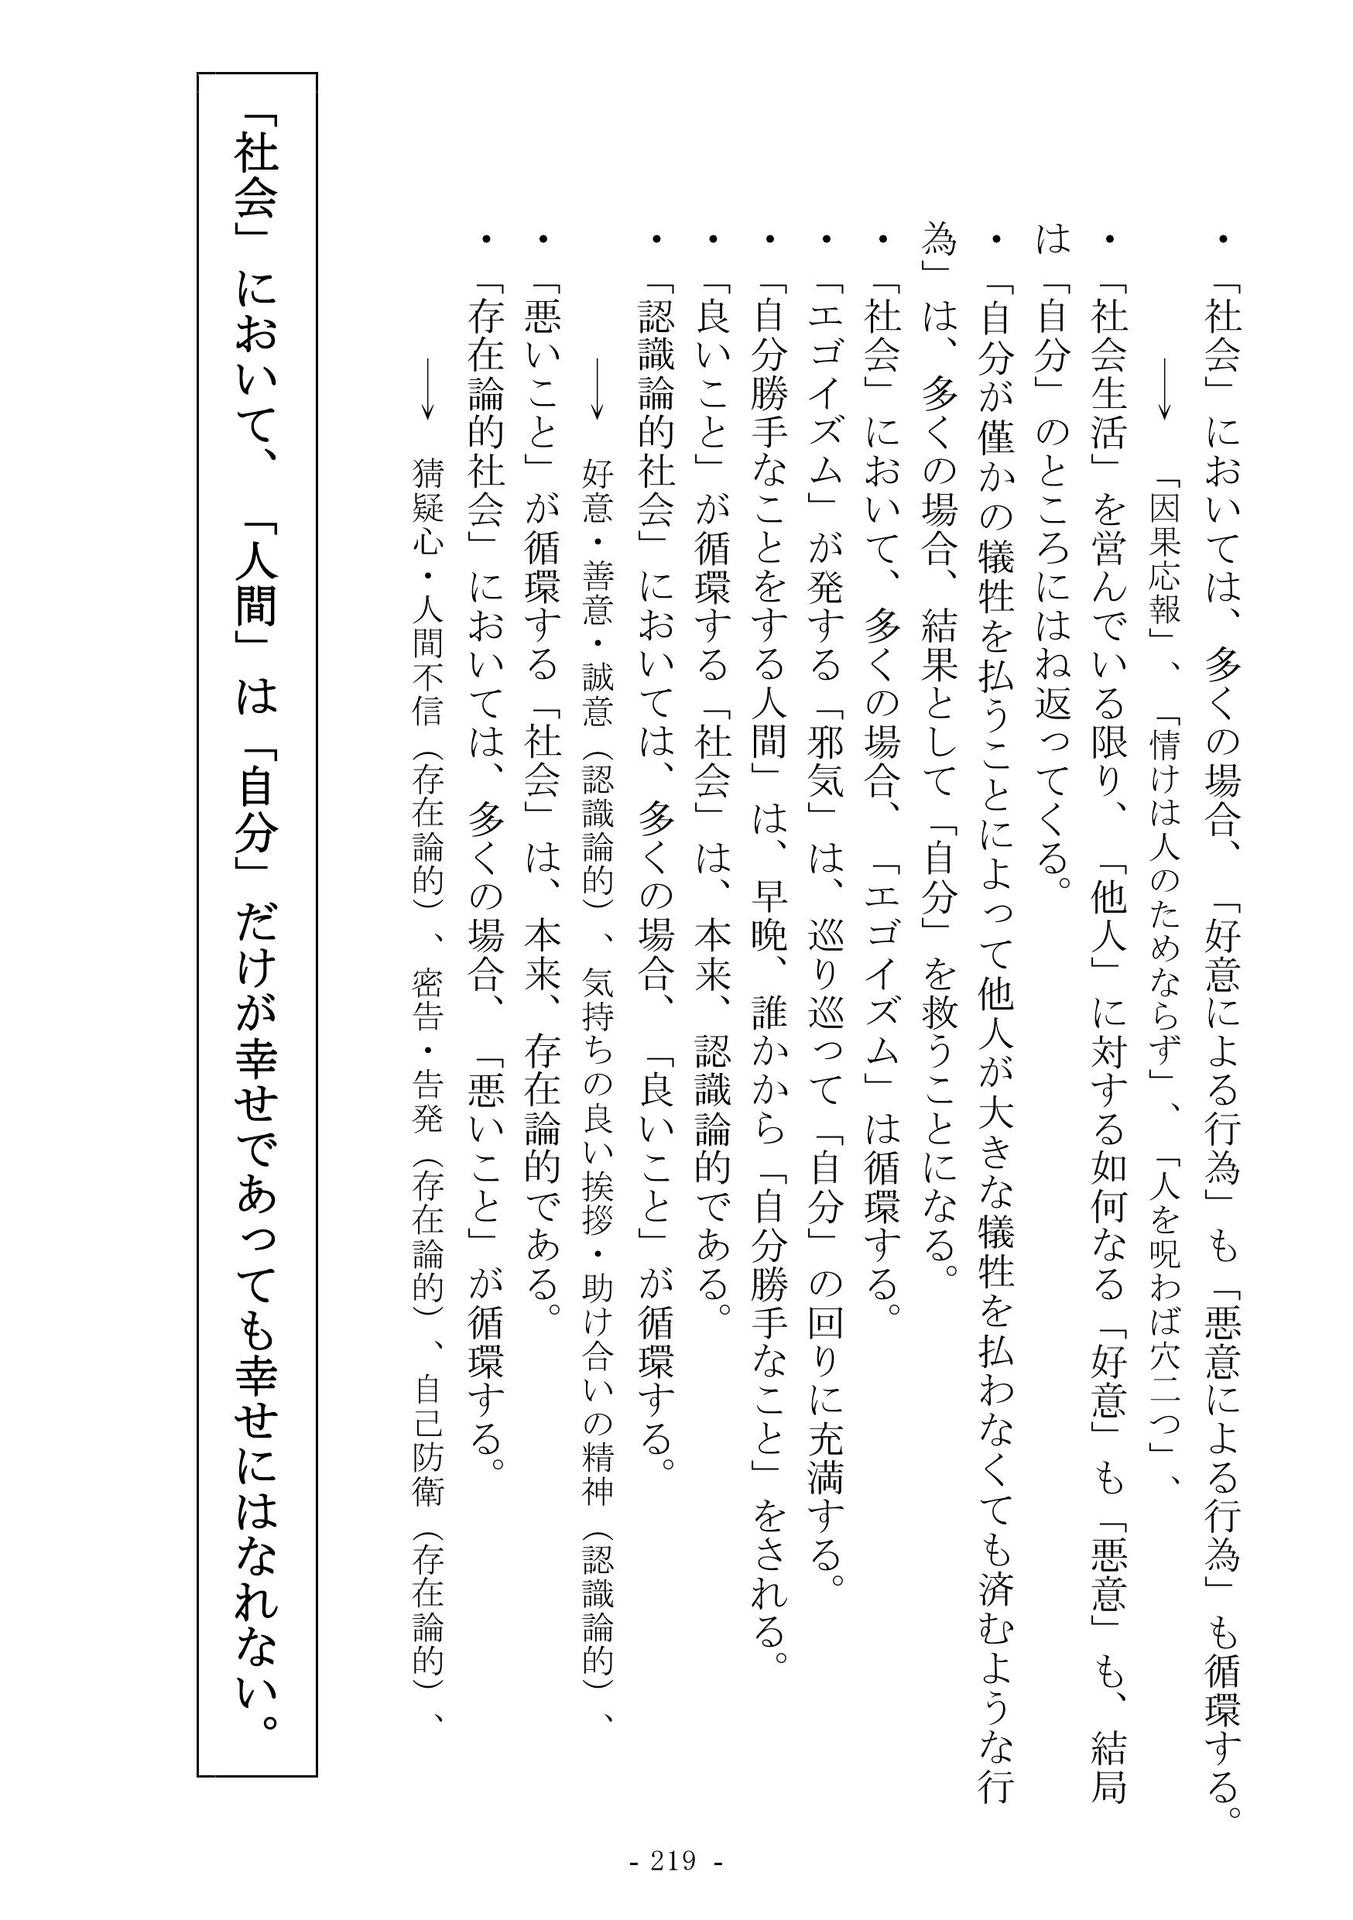 ・「社会」においては、多くの場合、「好意による行為」も「悪意による行為」も循環する。
→ 「因果応報」、「情けは人のためならず」、「人を呪わば穴二つ」、
・「社会生活」を営んでいる限り、「他人」に対する如何なる「好意」も「悪意」も、結局
は「自分」のところにはね返ってくる。
・「自分が僅かの犠牲を払うことによって他人が大きな犠牲を払わなくても済むような行
為」は、多くの場合、結果として「自分」を救うことになる。
・「社会」において、多くの場合、「エゴイズム」は循環する。
・「エゴイズム」が発する「邪気」は、巡り巡って「自分」の回りに充満する。
・「自分勝手なことをする人間」は、早晩、誰かから「自分勝手なこと」をされる。
・「良いこと」が循環する「社会」は、本来、認識論的である。
・「認識論的社会」においては、多くの場合、「良いこと」が循環する。
→ 好意・善意・誠意（認識論的）、気持ちの良い挨拶・助け合いの精神（認識論的）、
・「悪いこと」が循環する「社会」は、本来、存在論的である。
・「存在論的社会」においては、多くの場合、「悪いこと」が循環する。
→ 猜疑心・人間不信（存在論的）、密告・告発（存在論的）、自己防衛（存在論的）、
「社会」において、「人間」は「自分」だけが幸せであっても幸せにはなれない。
- 219 -